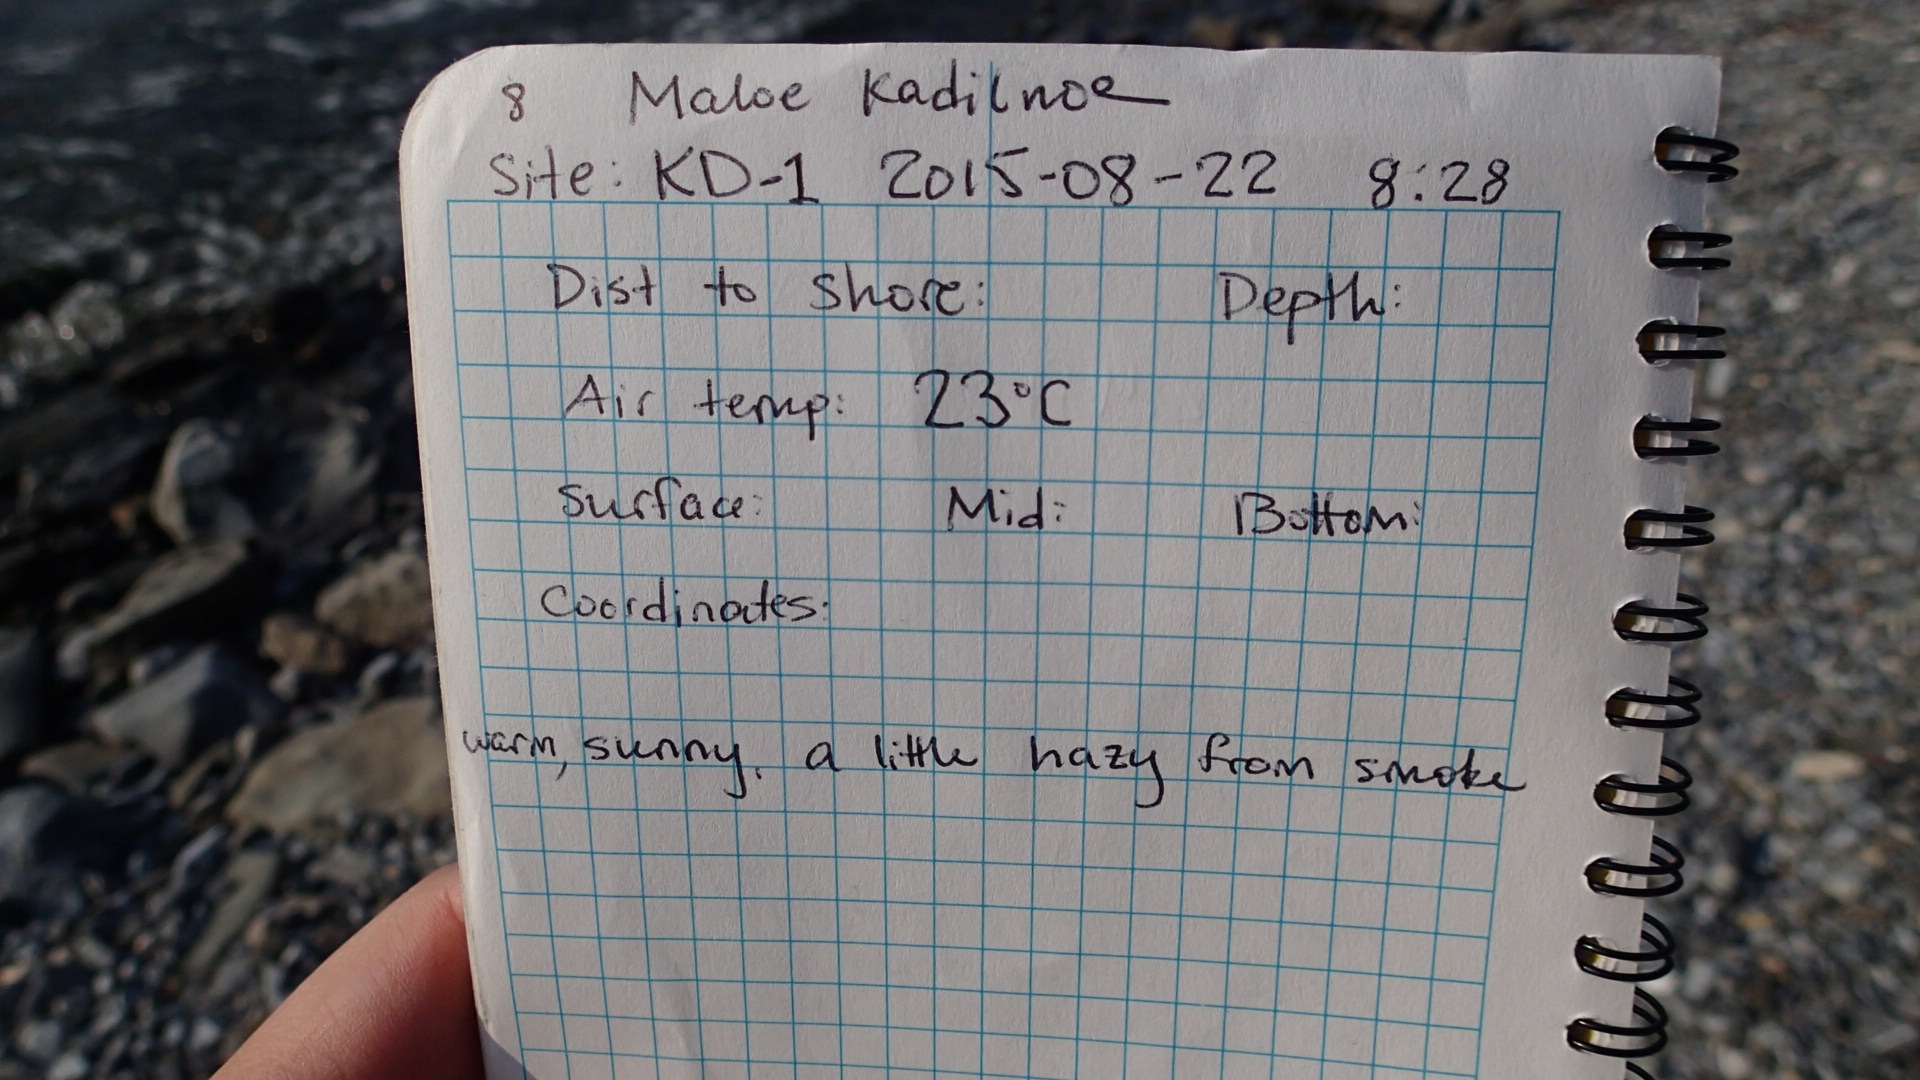 8 Maloe Kadilnoe
Site: KD-1 2015-08-22 8:28
Dist to shore: Depth:
Air temp: 23°C
Surface: Mid: Bottom:
Coordinates:
warm, sunny, a little hazy from smoke